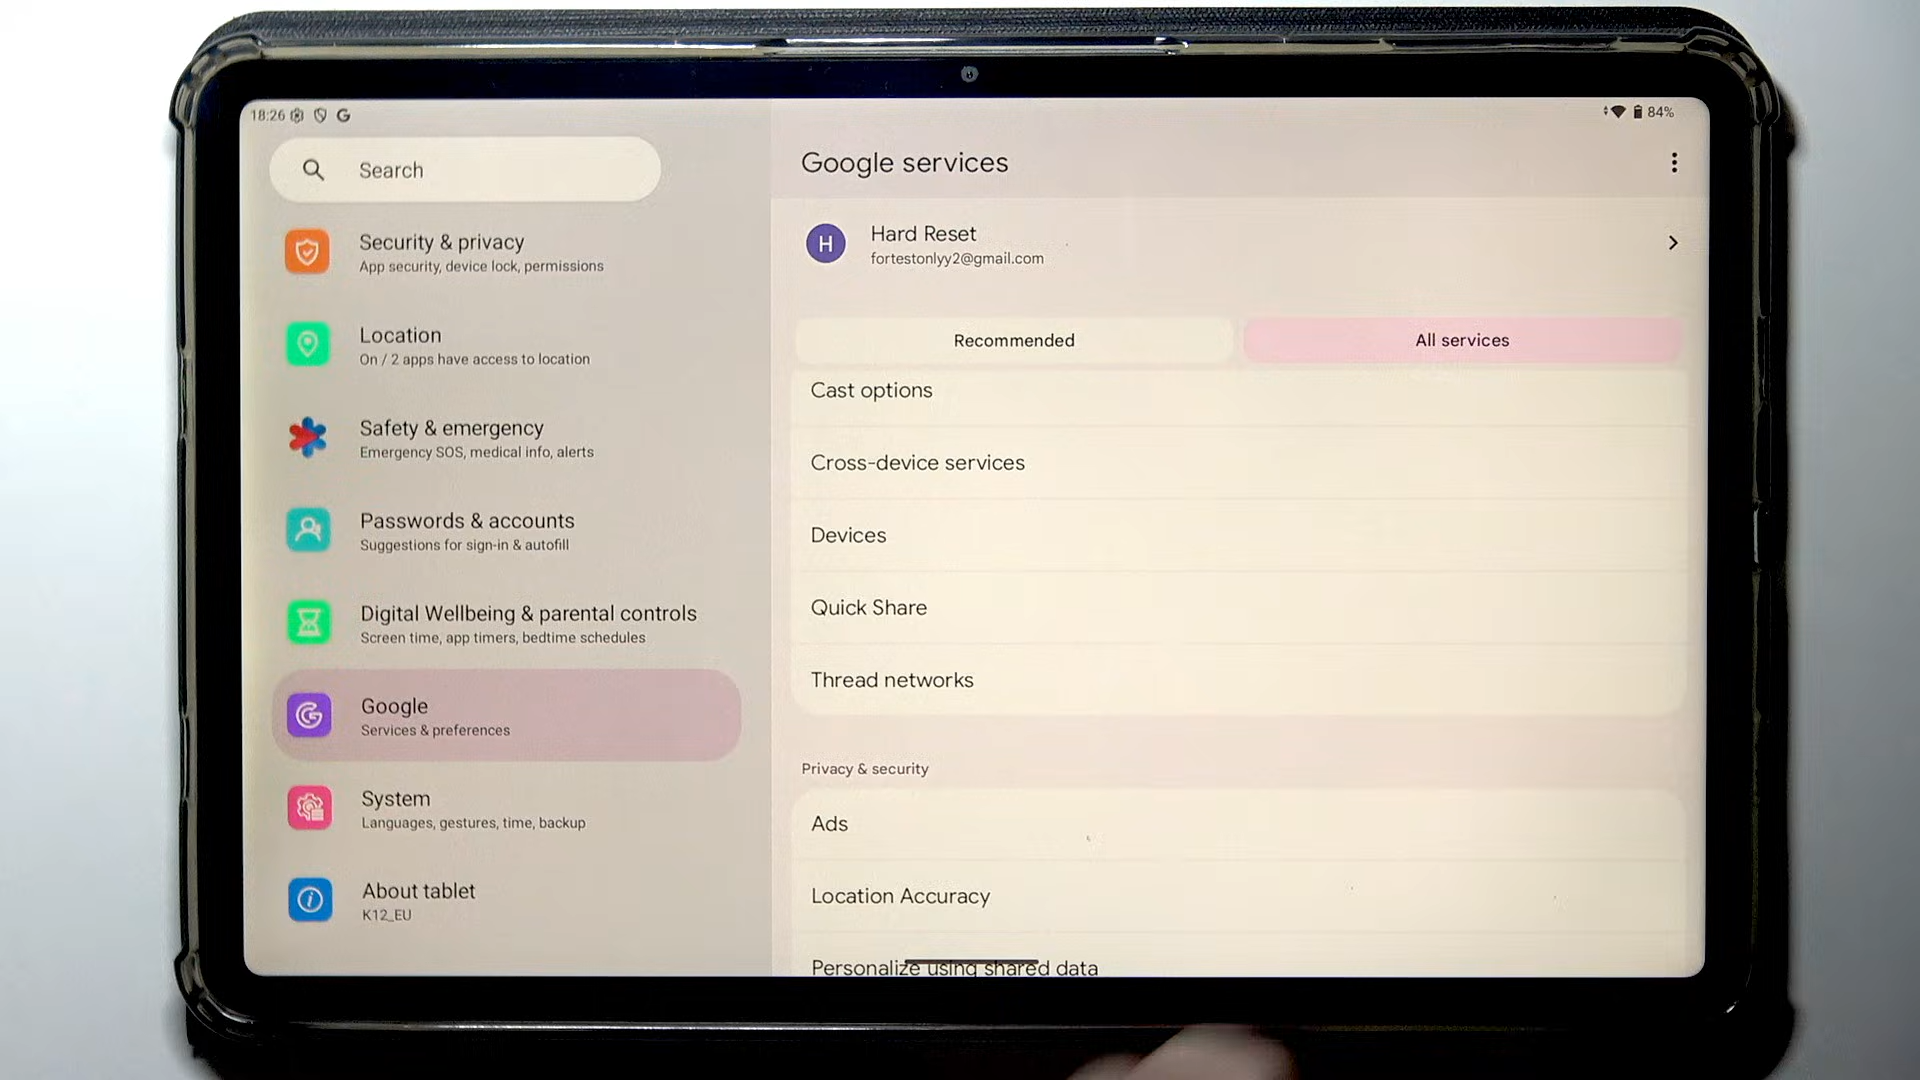 18:26
84%
Search
Security & privacy
App security, device lock, permissions
Location
On / 2 apps have access to location
Safety & emergency
Emergency SOS, medical info, alerts
Passwords & accounts
Suggestions for sign-in & autofill
Digital Wellbeing & parental controls
Screen time, app timers, bedtime schedules
Google
Services & preferences
System
Languages, gestures, time, backup
About tablet
K12_EU
Google services
H
Hard Reset
fortestonlyy2@gmail.com
Recommended
All services
Cast options
Cross-device services
Devices
Quick Share
Thread networks
Privacy & security
Ads
Location Accuracy
Personalize using shared data